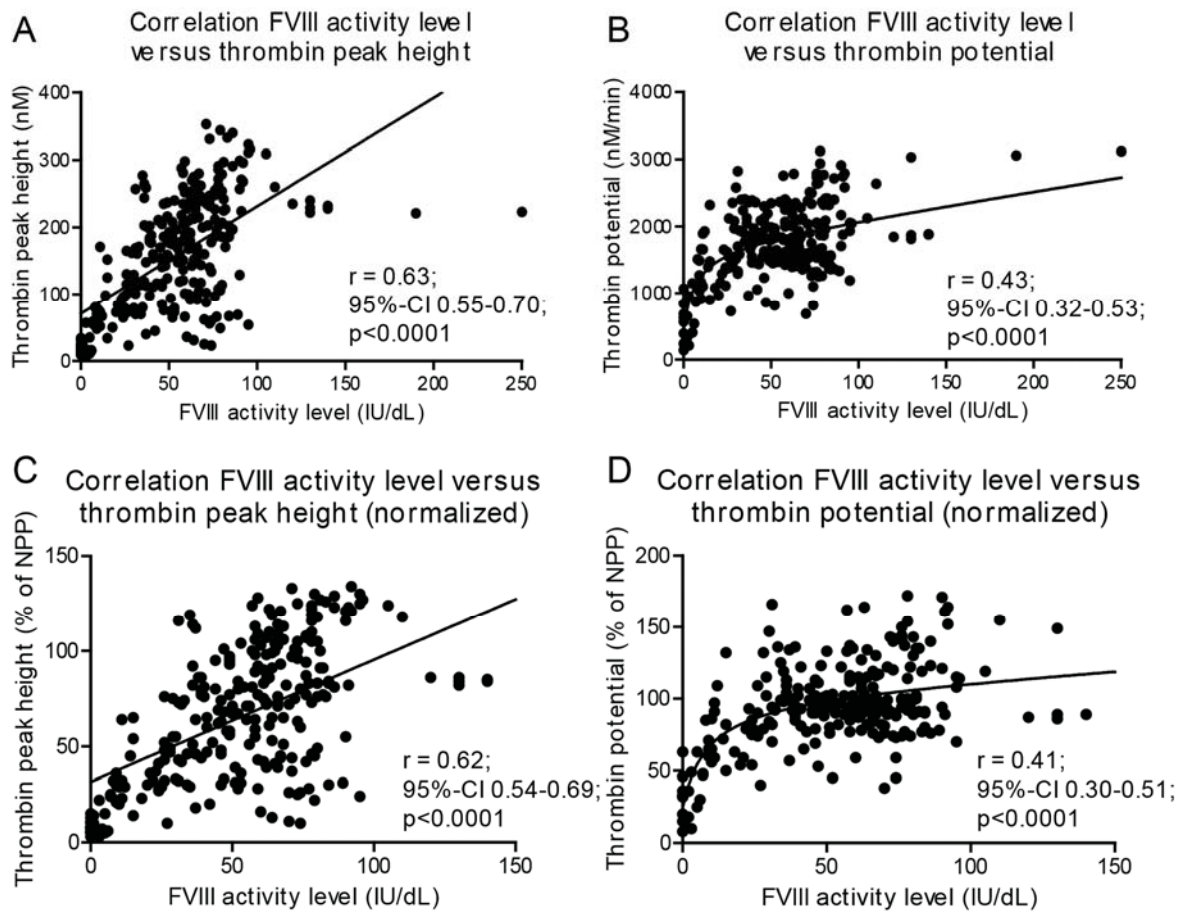 A
Correlation FVIII activity level
versus thrombin peak height
Thrombin peak height (nM)
400
300
200
100
0
0 50 100 150 200 250
FVIII activity level (IU/dL)
r = 0.63;
95%-CI 0.55-0.70;
p<0.0001
B
Correlation FVIII activity level
versus thrombin potential
Thrombin potential (nM/min)
4000
3000
2000
1000
0
0 50 100 150 200 250
FVIII activity level (IU/dL)
r = 0.43;
95%-CI 0.32-0.53;
p<0.0001
C
Correlation FVIII activity level versus
thrombin peak height (normalized)
Thrombin peak height (% of NPP)
150
100
50
0
0 50 100 150
FVIII activity level (IU/dL)
r = 0.62;
95%-CI 0.54-0.69;
p<0.0001
D
Correlation FVIII activity level versus
thrombin potential (normalized)
Thrombin potential (% of NPP)
200
150
100
50
0
0 50 100 150
FVIII activity level (IU/dL)
r = 0.41;
95%-CI 0.30-0.51;
p<0.0001